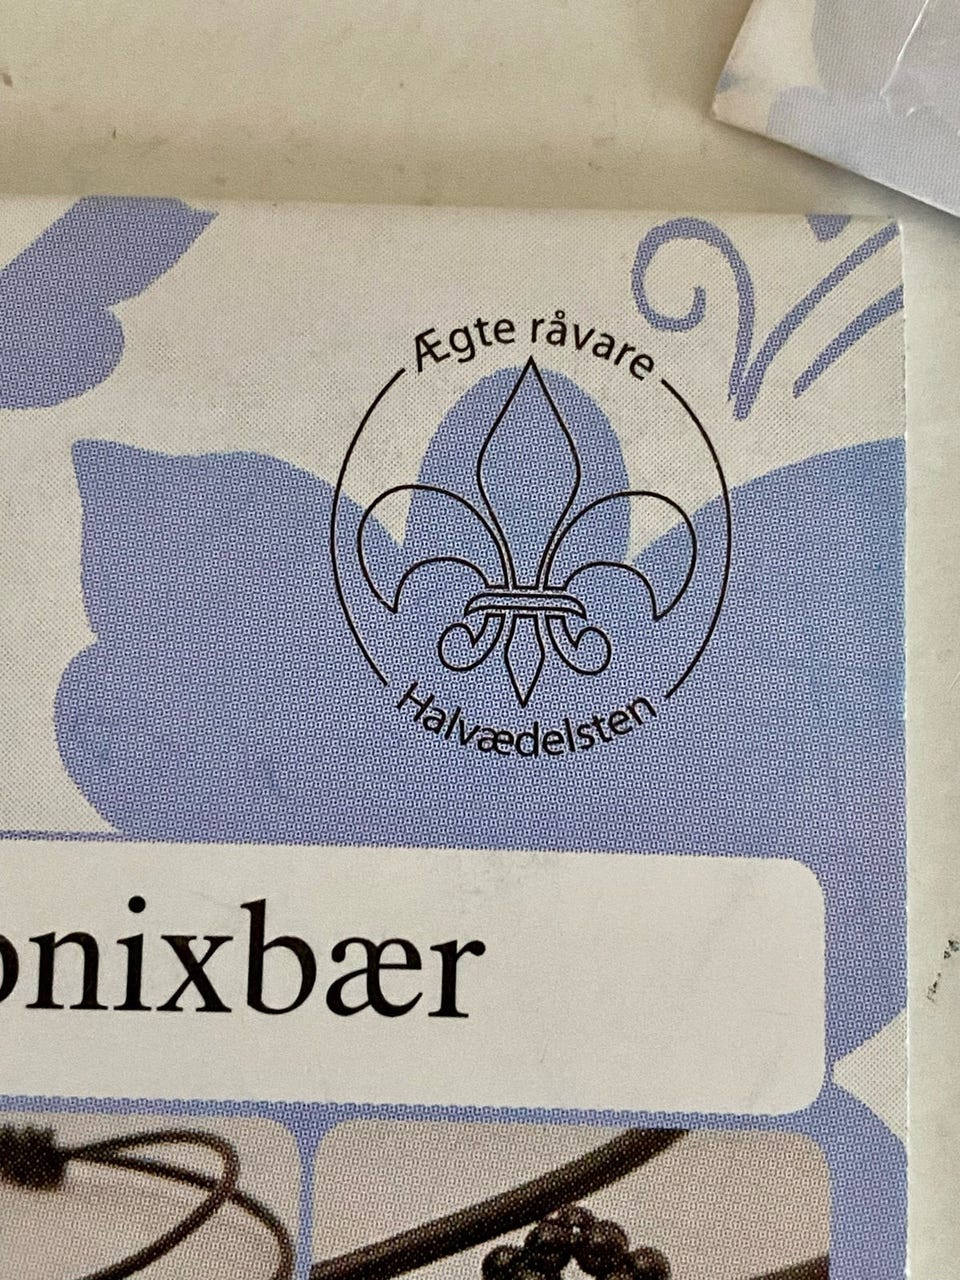 Ægte råvare
Halvædelsten
onixbær